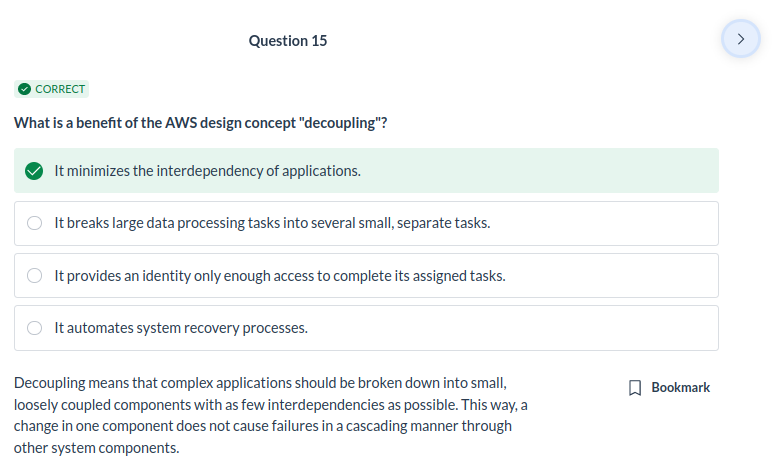 Question 15
CORRECT
What is a benefit of the AWS design concept "decoupling"?
It minimizes the interdependency of applications.
It breaks large data processing tasks into several small, separate tasks.
It provides an identity only enough access to complete its assigned tasks.
It automates system recovery processes.
Decoupling means that complex applications should be broken down into small,
loosely coupled components with as few interdependencies as possible. This way, a
change in one component does not cause failures in a cascading manner through
other system components.
Bookmark